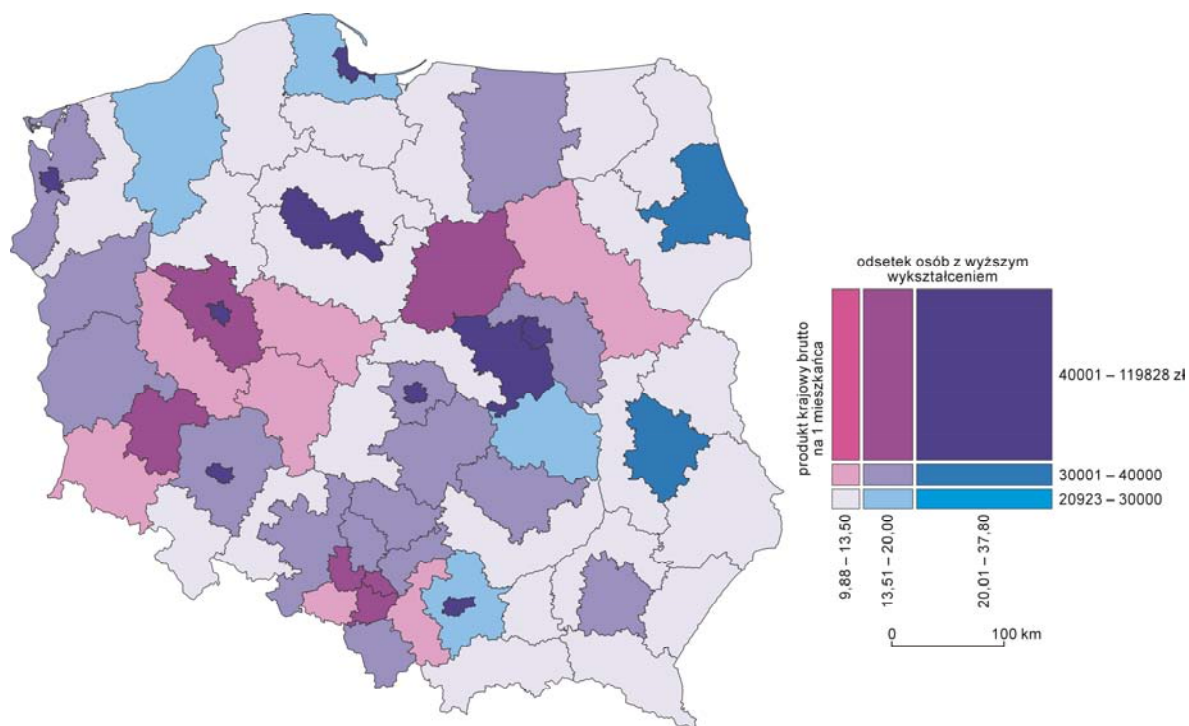 odsetek osób z wyższym
wykształceniem
produkt krajowy brutto
na 1 mieszkańca
40001 – 119828 zł
30001 – 40000
20923 – 30000
9,88 – 13,50
13,51 – 20,00
20,01 – 37,80
0 100 km